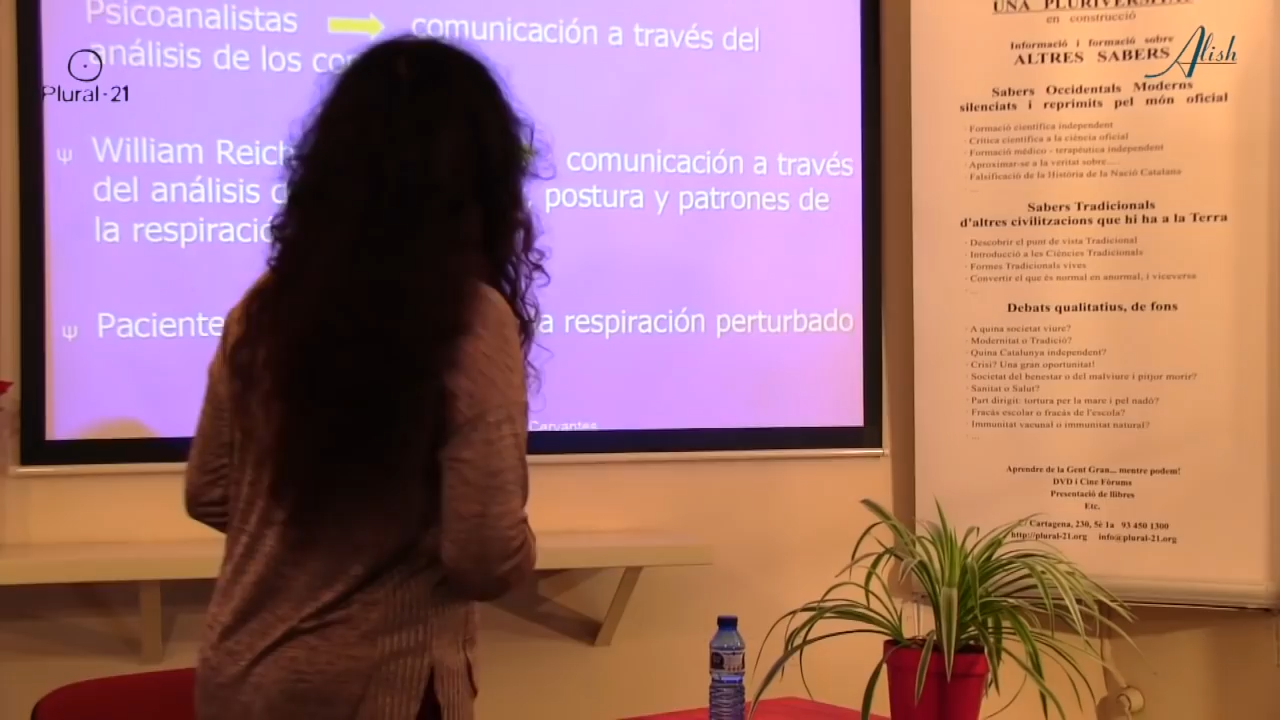 Psicoanalistas comunicación a través del
análisis de los
Plural-21
ψ William Reich comunicación a través
del análisis , postura y patrones de
la respiració
ψ Paciente a respiración perturbado
Cervantes
UNA PLURIVERSITAT
en construcció
Alish
Informació i formació sobre
ALTRES SABERS
Sabers Occidentals Moderns
silenciats i reprimits pel món oficial
· Formació científica independent
· Crítica científica a la ciència oficial
· Formació mèdico - terapèutica independent
· Aproximar-se a la veritat sobre....
· Falsificació de la Història de la Nació Catalana
...
Sabers Tradicionals
d'altres civilitzacions que hi ha a la Terra
· Descobrir el punt de vista Tradicional
· Introducció a les Ciències Tradicionals
· Formes Tradicionals vives
· Convertir el que és normal en anormal, i viceversa
· ...
Debats qualitatius, de fons
· A quina societat viure?
· Modernitat o Tradició?
· Quina Catalunya independent?
· Crisi? Una gran oportunitat!
· Societat del benestar o del malviure i pitjor morir?
· Sanitat o Salut?
· Part dirigit: tortura per la mare i pel nadó?
· Fracás escolar o fracás de l'escola?
· Immunitat vacunal o immunitat natural?
· ...
Aprendre de la Gent Gran... mentre podem!
DVD i Cine Fòrums
Presentació de llibres
Etc.
C/ Cartagena, 230, 5è 1a 93 450 1300
http://plural-21.org info@plural-21.org